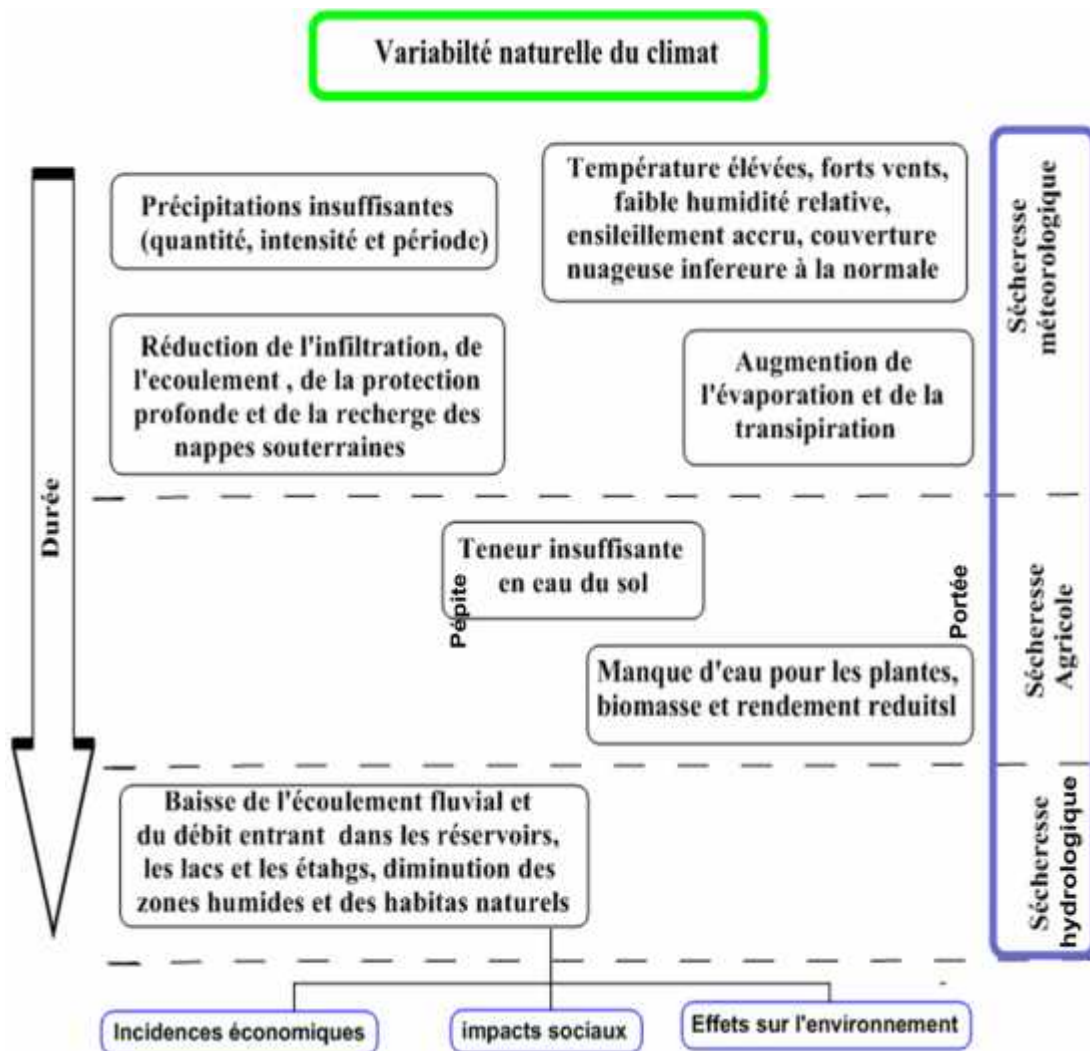 Variabilté naturelle du climat
Précipitations insuffisantes
(quantité, intensité et période)
Température élévées, forts vents,
faible humidité relative,
ensileillement accru, couverture
nuageuse infereure à la normale
Sécheresse
méteorologique
Réduction de l'infiltration, de
l'ecoulement , de la protection
profonde et de la recherge des
nappes souterraines
Augmention de
l'évaporation et de la
transipiration
Durée
Teneur insuffisante
en eau du sol
Pépite
Portée
Sécheresse
Agricole
Manque d'eau pour les plantes,
biomasse et rendement reduitsl
Baisse de l'écoulement fluvial et
du débit entrant dans les réservoirs,
les lacs et les étahgs, diminution des
zones humides et des habitas naturels
Sécheresse
hydrologique
Incidences économiques
impacts sociaux
Effets sur l'environnement